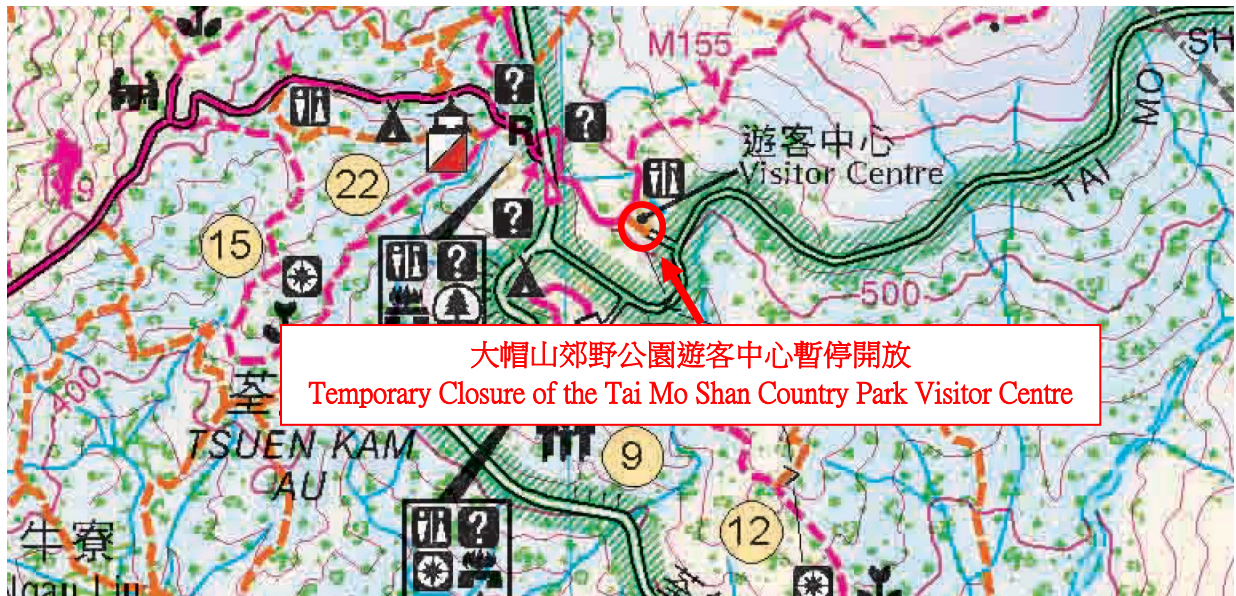 M155
SH
R
遊客中心
Visitor Centre
TAI MO
22
15
500
大帽山郊野公園遊客中心暫停開放
Temporary Closure of the Tai Mo Shan Country Park Visitor Centre
400
荃
TSUEN KAM
AU
9
12
牛寮
Ngau Liu